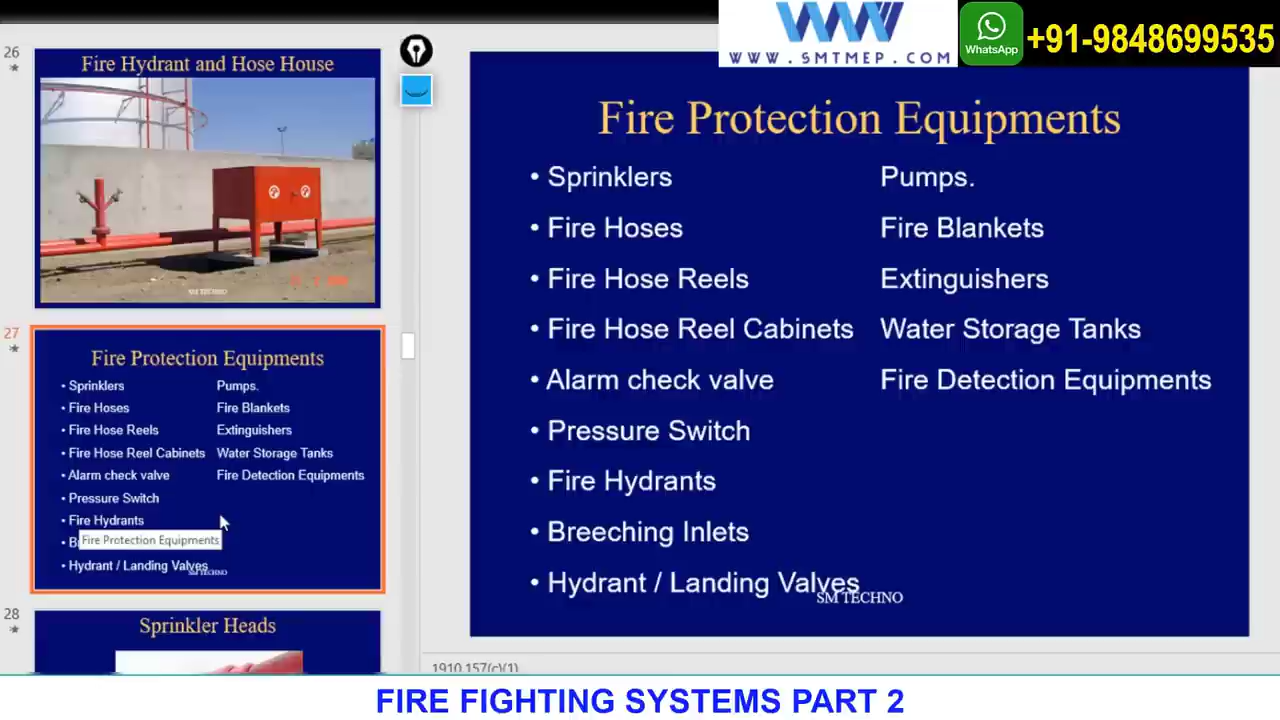 WWW.SMTMEP.COM
WhatsApp
+91-9848699535
26
Fire Hydrant and Hose House
SM TECHNO
27
Fire Protection Equipments
• Sprinklers Pumps.
• Fire Hoses Fire Blankets
• Fire Hose Reels Extinguishers
• Fire Hose Reel Cabinets Water Storage Tanks
• Alarm check valve Fire Detection Equipments
• Pressure Switch
• Fire Hydrants
• B
Fire Protection Equipments
• Hydrant / Landing Valves
SM TECHNO
28
Sprinkler Heads
Fire Protection Equipments
• Sprinklers Pumps.
• Fire Hoses Fire Blankets
• Fire Hose Reels Extinguishers
• Fire Hose Reel Cabinets Water Storage Tanks
• Alarm check valve Fire Detection Equipments
• Pressure Switch
• Fire Hydrants
• Breeching Inlets
• Hydrant / Landing Valves
SM TECHNO
1910.157(c)(1)
FIRE FIGHTING SYSTEMS PART 2